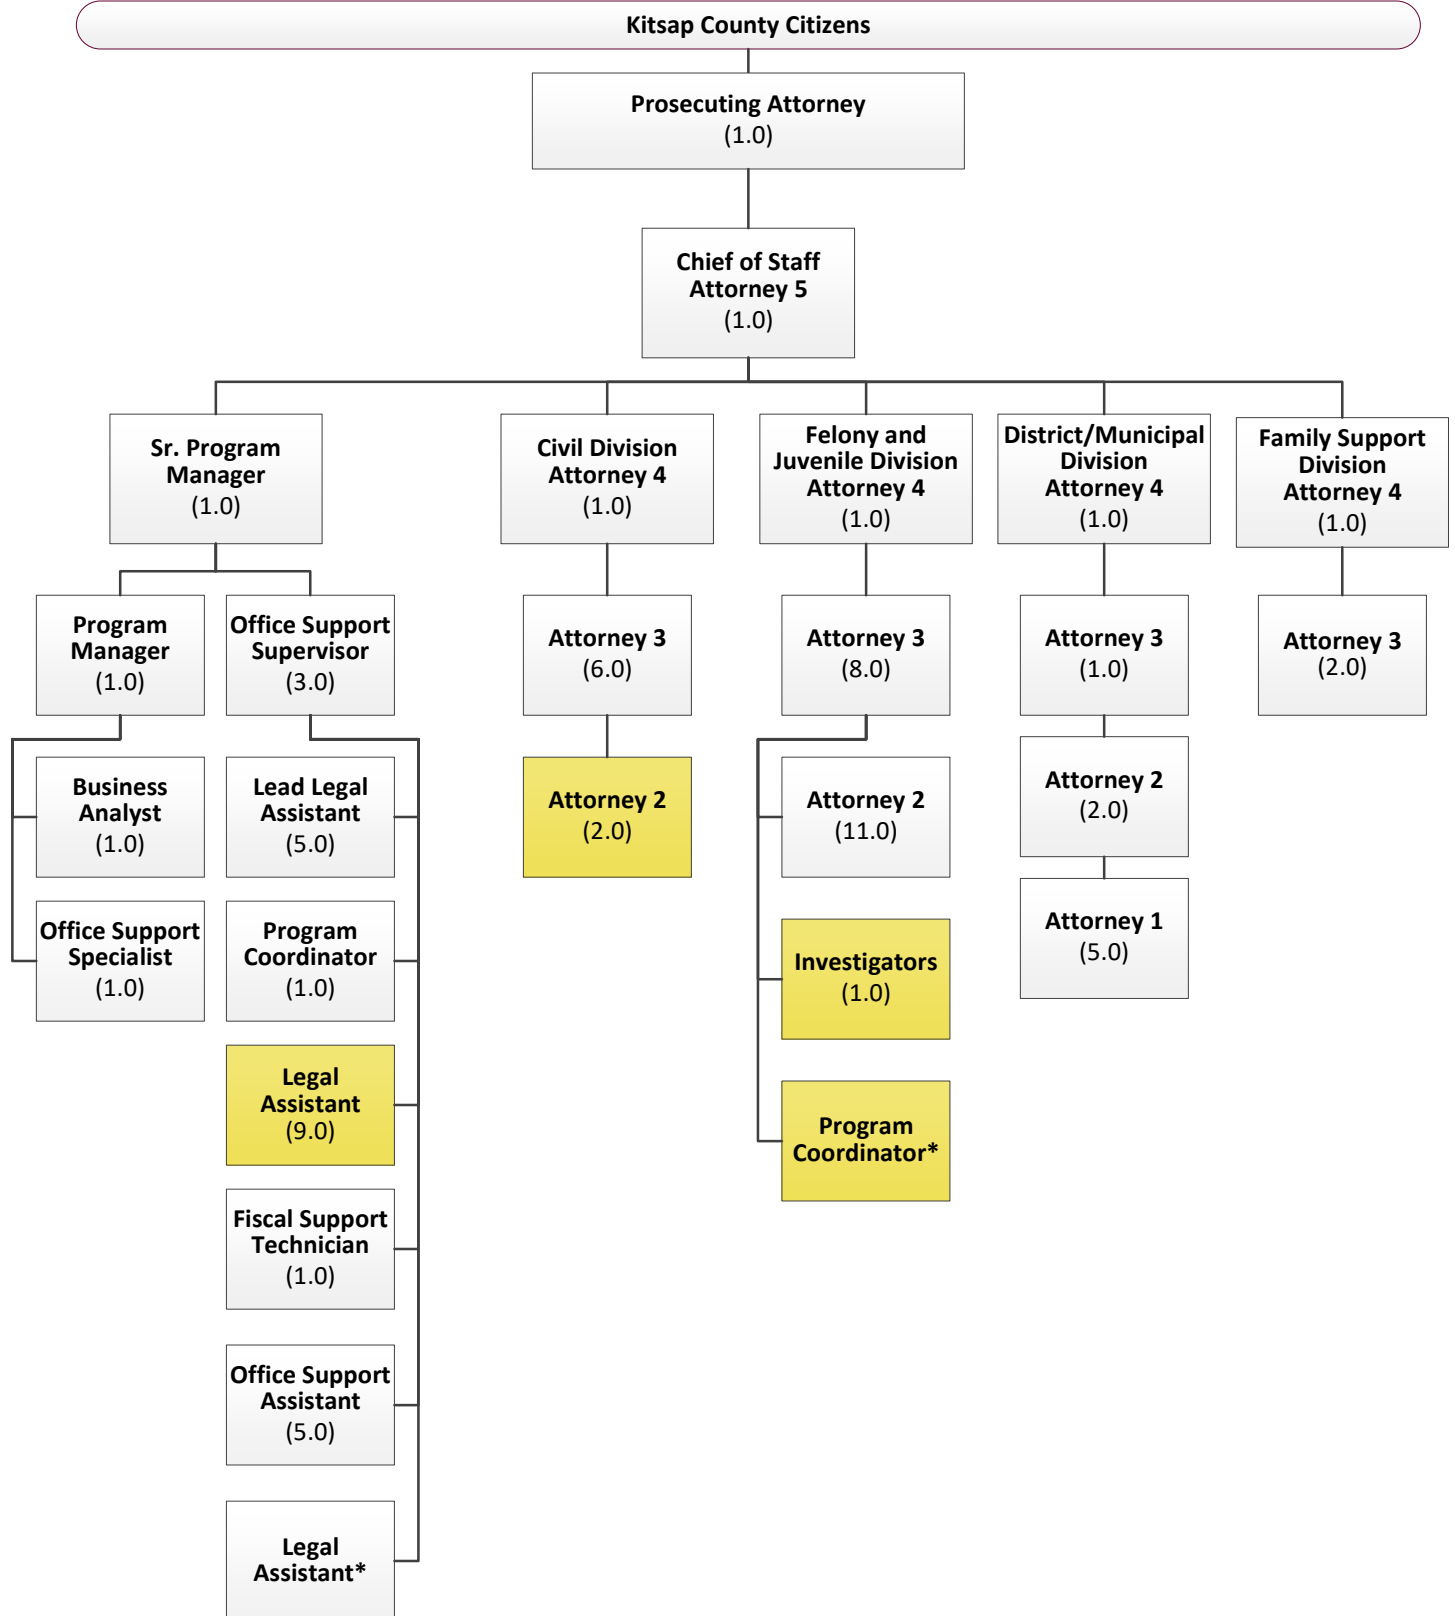 Kitsap County Citizens
Prosecuting Attorney
(1.0)
Chief of Staff
Attorney 5
(1.0)
Sr. Program
Manager
(1.0)
Civil Division
Attorney 4
(1.0)
Felony and
Juvenile Division
Attorney 4
(1.0)
District/Municipal
Division
Attorney 4
(1.0)
Family Support
Division
Attorney 4
(1.0)
Program
Manager
(1.0)
Office Support
Supervisor
(3.0)
Attorney 3
(6.0)
Attorney 3
(8.0)
Attorney 3
(1.0)
Attorney 3
(2.0)
Business
Analyst
(1.0)
Lead Legal
Assistant
(5.0)
Attorney 2
(2.0)
Attorney 2
(11.0)
Attorney 2
(2.0)
Office Support
Specialist
(1.0)
Program
Coordinator
(1.0)
Investigators
(1.0)
Attorney 1
(5.0)
Legal
Assistant
(9.0)
Program
Coordinator*
Fiscal Support
Technician
(1.0)
Office Support
Assistant
(5.0)
Legal
Assistant*